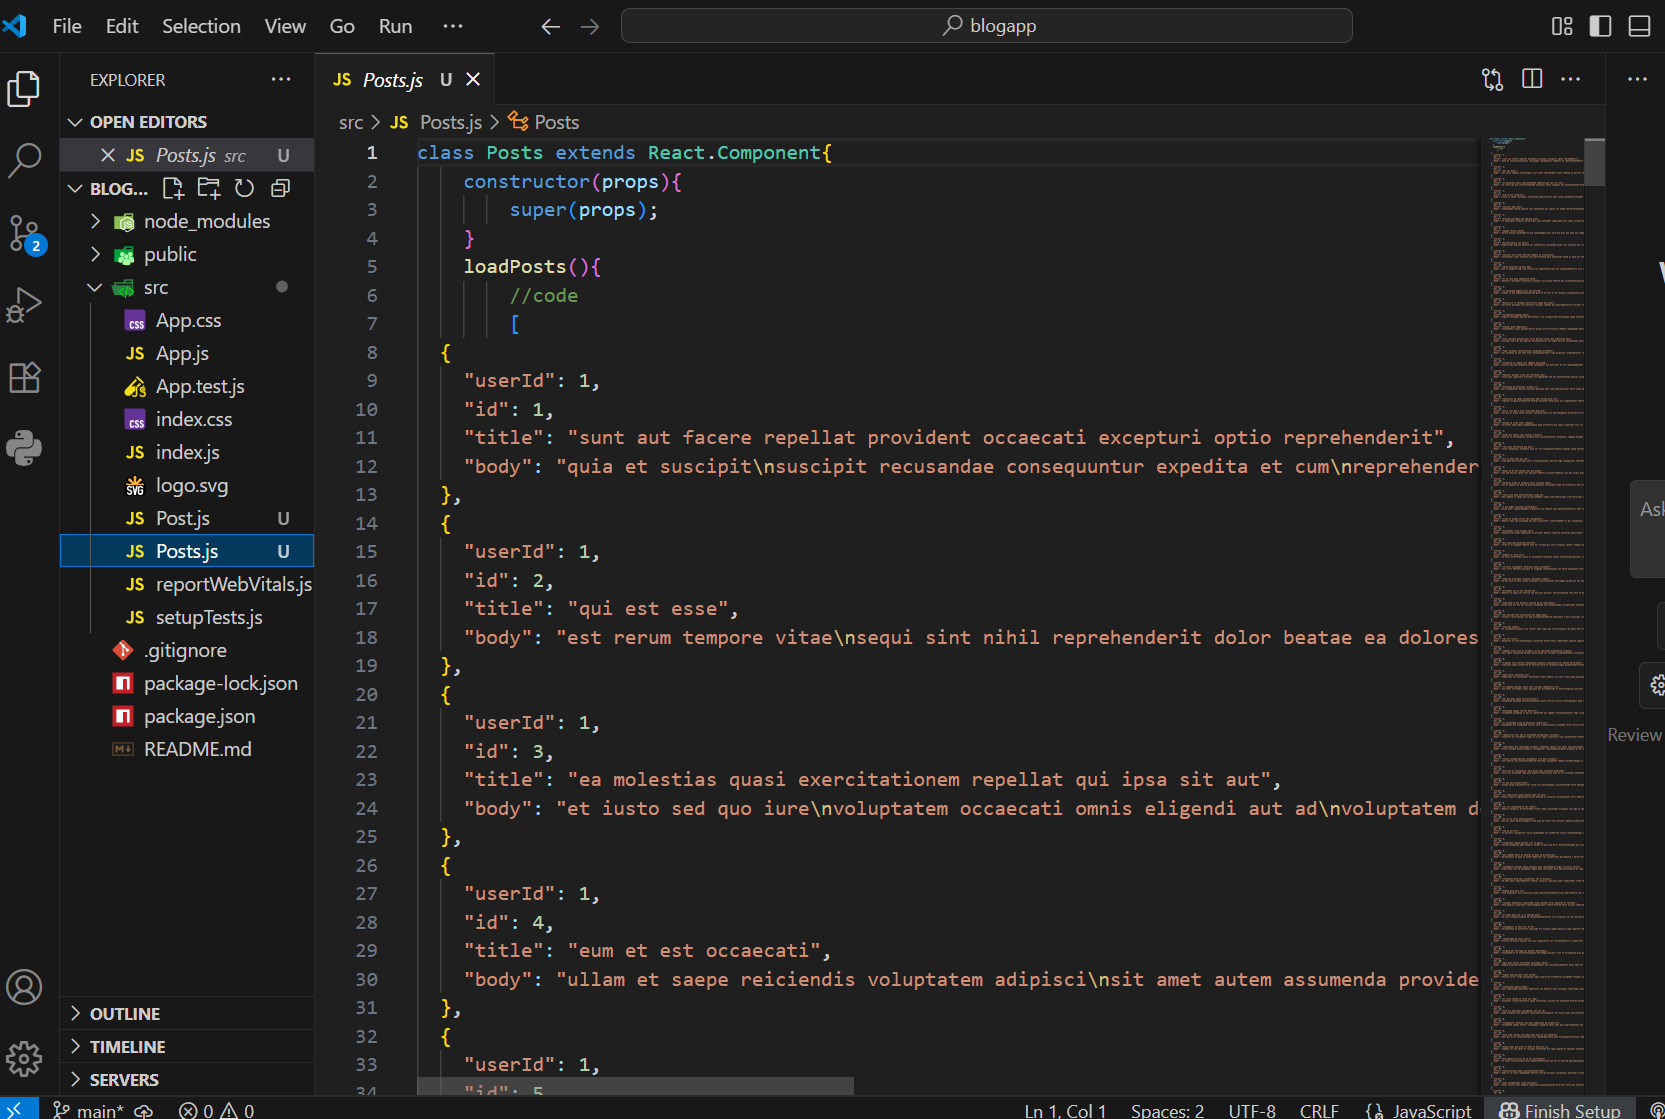 File Edit Selection View Go Run ··· blogapp
EXPLORER ···
OPEN EDITORS
Posts.js src U
BLOG...
node_modules
public
src
App.css
App.js
App.test.js
index.css
index.js
logo.svg
Post.js U
Posts.js U
reportWebVitals.js
setupTests.js
.gitignore
package-lock.json
package.json
README.md
OUTLINE
TIMELINE
SERVERS
2
JS Posts.js U
src > JS Posts.js > Posts
1 class Posts extends React.Component{
2 constructor(props){
3 super(props);
4 }
5 loadPosts(){
6 //code
7 [
8 {
9 "userId": 1,
10 "id": 1,
11 "title": "sunt aut facere repellat provident occaecati excepturi optio reprehenderit",
12 "body": "quia et suscipit\nsuscipit recusandae consequuntur expedita et cum\nreprehender
13 },
14 {
15 "userId": 1,
16 "id": 2,
17 "title": "qui est esse",
18 "body": "est rerum tempore vitae\nsequi sint nihil reprehenderit dolor beatae ea dolores
19 },
20 {
21 "userId": 1,
22 "id": 3,
23 "title": "ea molestias quasi exercitationem repellat qui ipsa sit aut",
24 "body": "et iusto sed quo iure\nvoluptatem occaecati omnis eligendi aut ad\nvoluptatem d
25 },
26 {
27 "userId": 1,
28 "id": 4,
29 "title": "eum et est occaecati",
30 "body": "ullam et saepe reiciendis voluptatem adipisci\nsit amet autem assumenda provide
31 },
32 {
33 "userId": 1,
34 "id": 5
Ask
Review
main* 0 0 Ln 1, Col 1 Spaces: 2 UTF-8 CRLF {} JavaScript Finish Setup